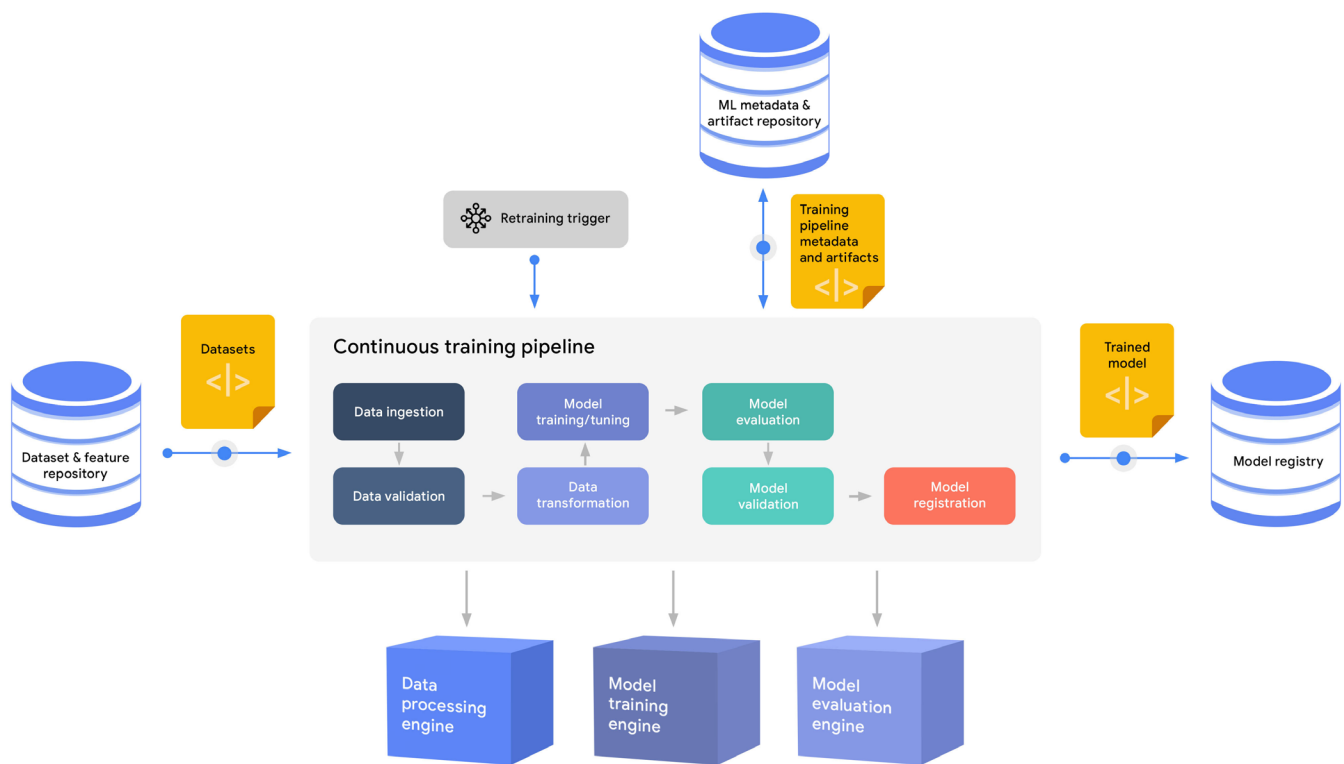 ML metadata &
artifact repository
Retraining trigger
Training
pipeline
metadata
and artifacts
</>
Datasets
</>
Dataset & feature
repository
Continuous training pipeline
Data ingestion
Model
training/tuning
Model
evaluation
Data validation
Data
transformation
Model
validation
Model
registration
Trained
model
</>
Model registry
Data
processing
engine
Model
training
engine
Model
evaluation
engine